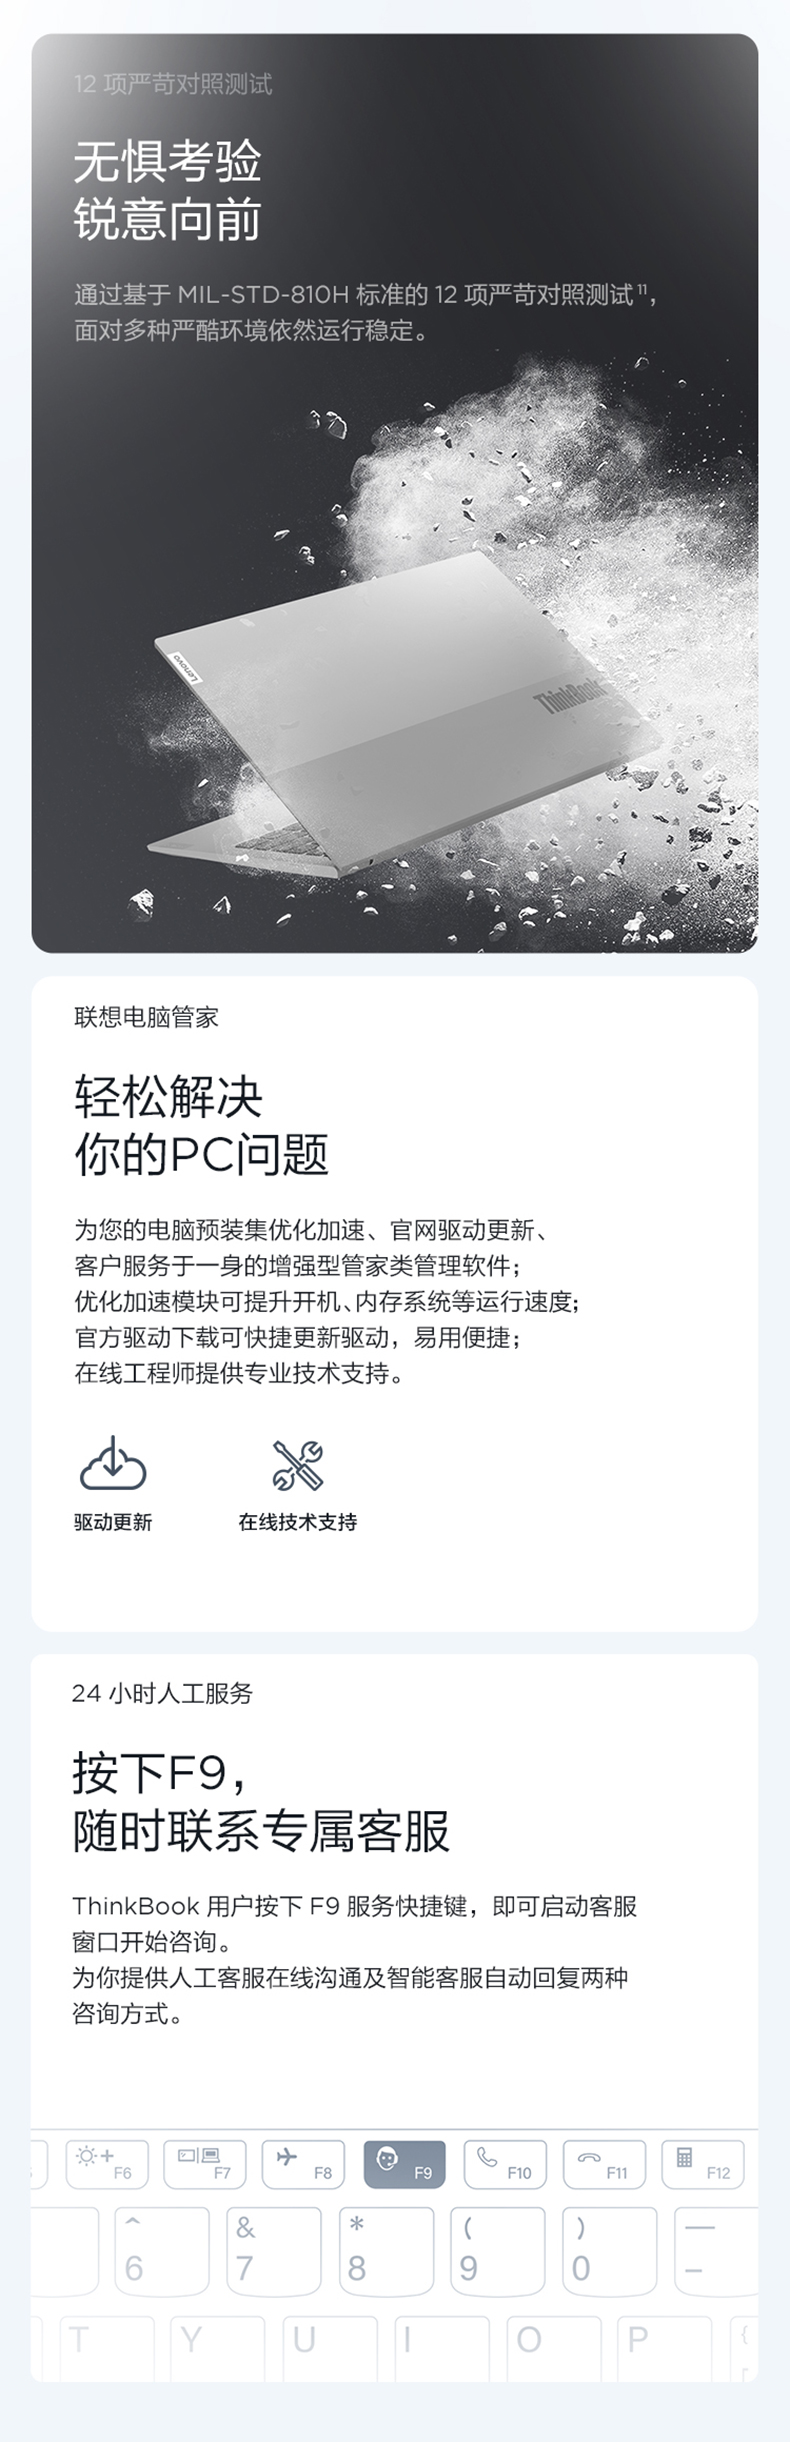 12 项严苛对照测试
无惧考验
锐意向前
通过基于 MIL-STD-810H 标准的 12 项严苛对照测试11，
面对多种严酷环境依然运行稳定。
Lenovo
ThinkBook
联想电脑管家
轻松解决
你的PC问题
为您的电脑预装集优化加速、官网驱动更新、
客户服务于一身的增强型管家类管理软件；
优化加速模块可提升开机、内存系统等运行速度；
官方驱动下载可快捷更新驱动，易用便捷；
在线工程师提供专业技术支持。
驱动更新 在线技术支持
24 小时人工服务
按下F9，
随时联系专属客服
ThinkBook 用户按下 F9 服务快捷键，即可启动客服
窗口开始咨询。
为你提供人工客服在线沟通及智能客服自动回复两种
咨询方式。
F6 F7 F8 F9 F10 F11 F12
^ & * ( ) —
6 7 8 9 0 –
T Y U I O P {
[